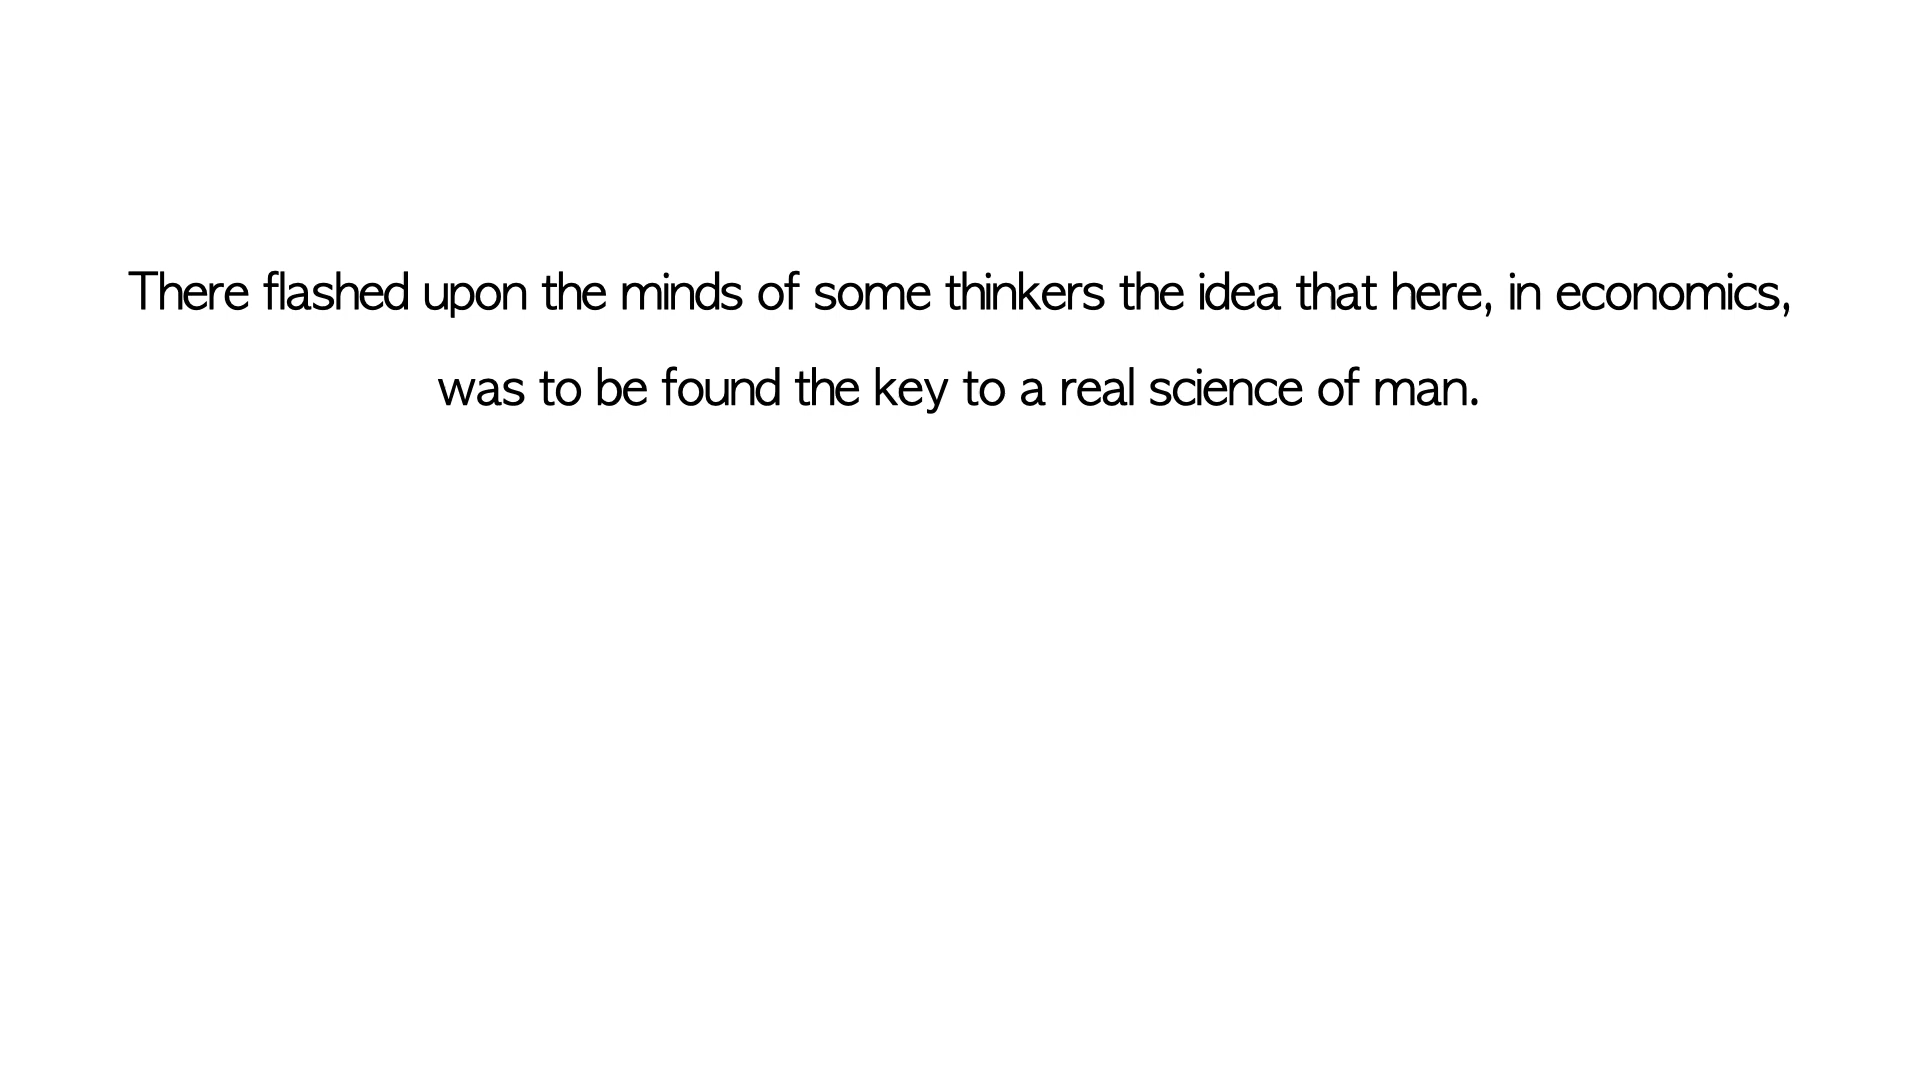 There flashed upon the minds of some thinkers the idea that here, in economics,
was to be found the key to a real science of man.